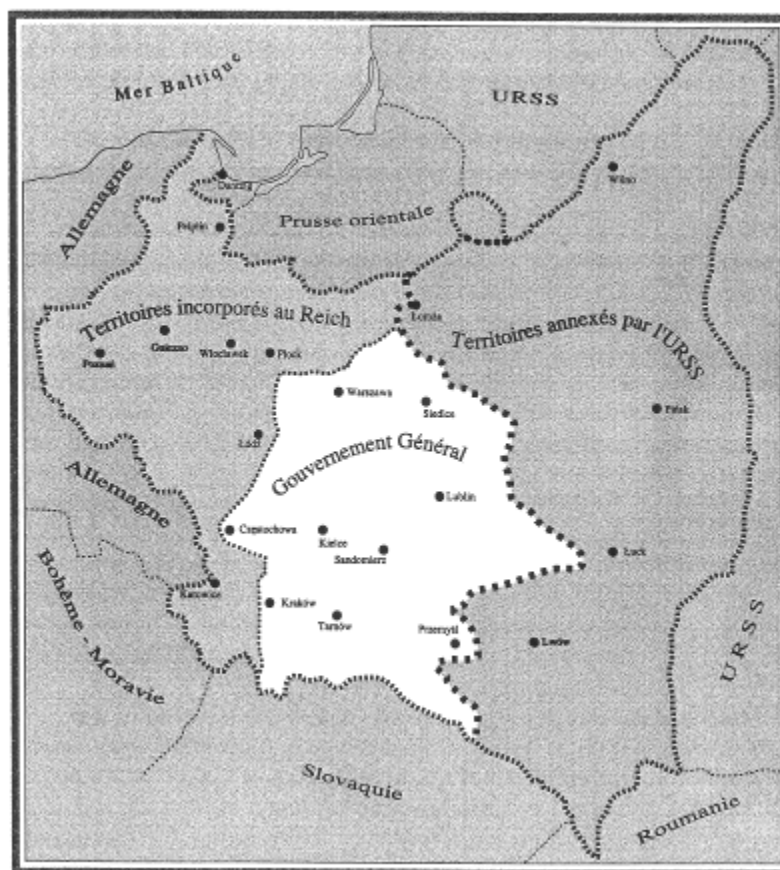 Mer Baltique
URSS
Allemagne
Danzig
Wilno
Prusse orientale
Pelplin
Territoires incorporés au Reich
Łomża
Territoires annexés par l'URSS
Gniezno
Poznań
Włocławek
Płock
Warszawa
Siedlce
Pińsk
Łódź
Gouvernement Général
Allemagne
Lublin
Częstochowa
Kielce
Sandomierz
Łuck
Bohême - Moravie
Katowice
Kraków
Tarnów
Przemyśl
Lwów
URSS
Slovaquie
Roumanie